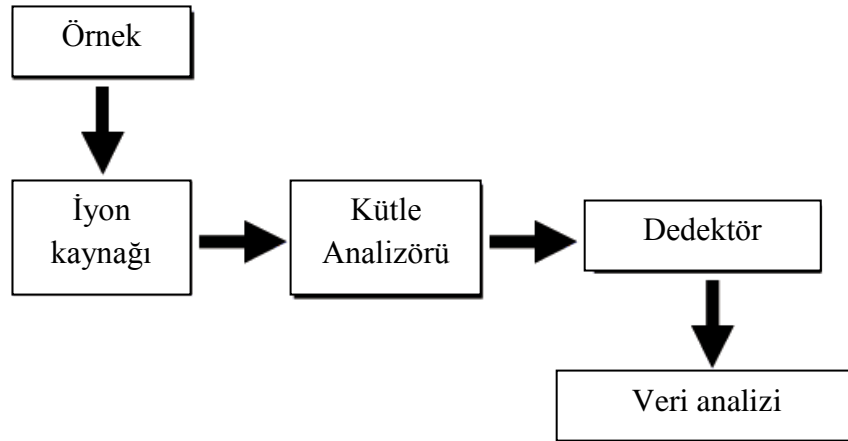 Örnek
İyon
kaynağı
Kütle
Analizörü
Dedektör
Veri analizi